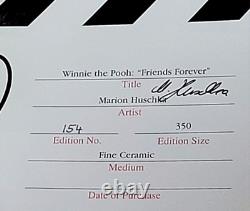 Winnie the Pooh: "Friends Forever"
Title
Marion Huschka
Artist
154 350
Edition No. Edition Size
Fine Ceramic
Medium
Date of Purchase